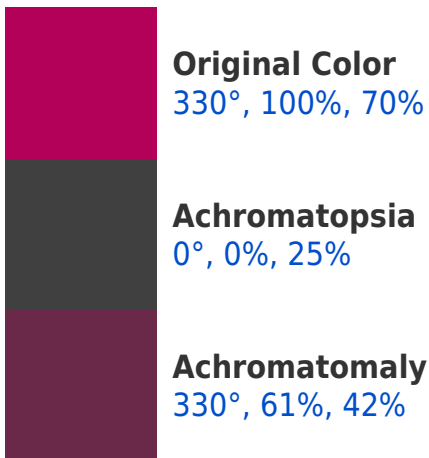 Original Color
330°, 100%, 70%
Achromatopsia
0°, 0%, 25%
Achromatomaly
330°, 61%, 42%